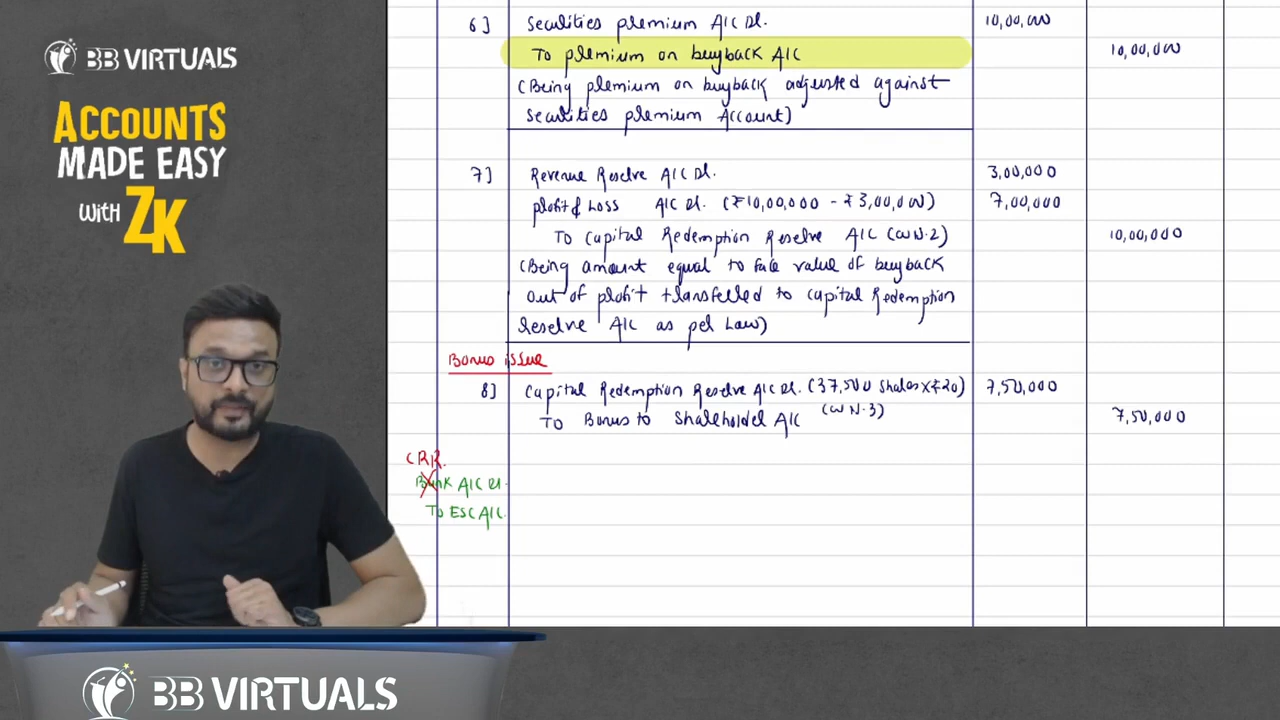 BB VIRTUALS
ACCOUNTS
MADE EASY
WITH ZK
6] Securities premium A/C Dr. 10,00,000
To premium on buyback A/C 10,00,000
(Being premium on buyback adjusted against
securities premium Account)
7] Revenue Reserve A/C Dr. 3,00,000
profit & Loss A/C Dr. (₹10,00,000 - ₹3,00,000) 7,00,000
To Capital Redemption Reserve A/C (WN.2) 10,00,000
(Being amount equal to face value of buyback
out of profit transferred to capital Redemption
Reserve A/C as per Law)
Bonus issue
8] Capital Redemption Reserve A/C Dr. (37,500 shares x ₹20) 7,50,000
(WN.3)
To Bonus to Shareholder A/C 7,50,000
CRR.
Bank A/C Dr.
To ESC A/C.
BB VIRTUALS